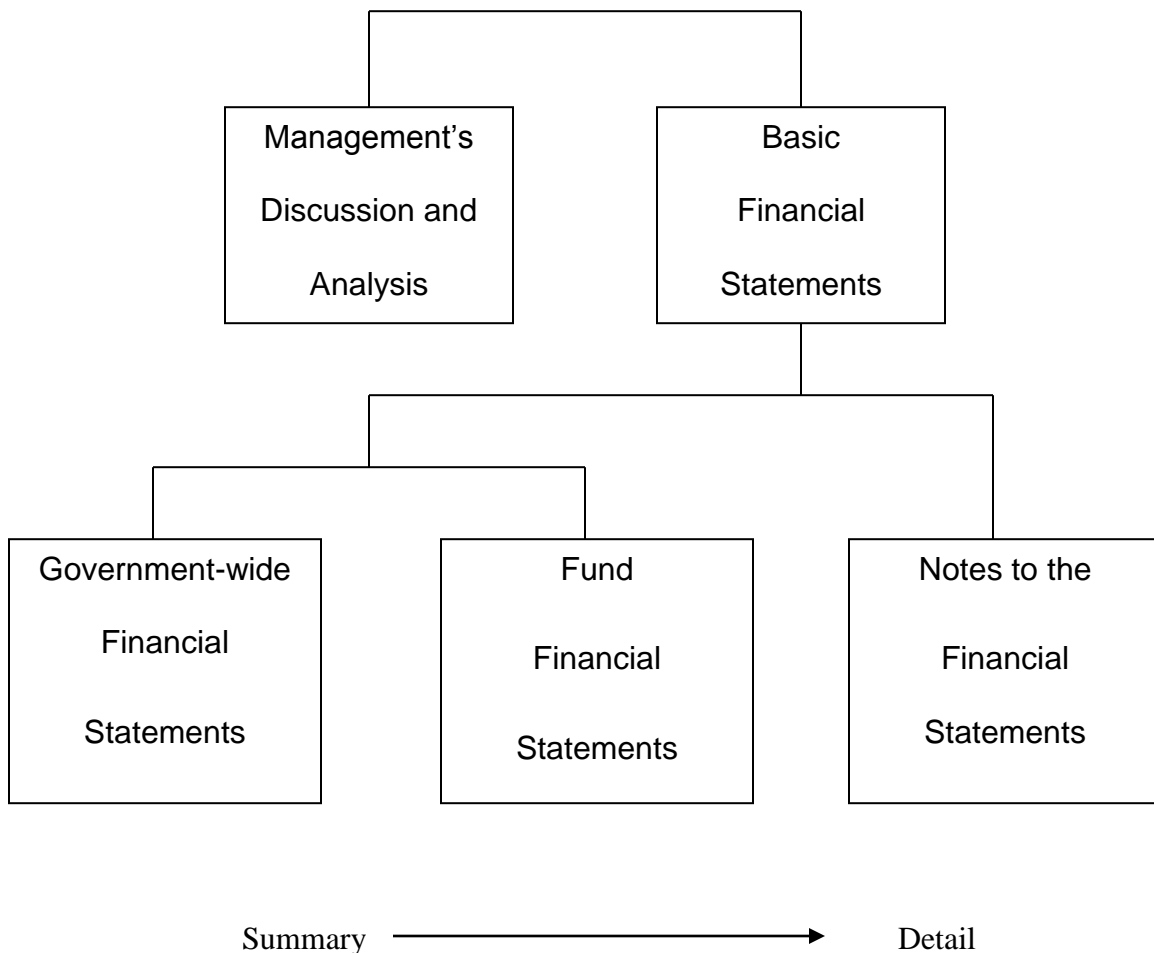 Management’s
Discussion and
Analysis
Basic
Financial
Statements
Government-wide
Financial
Statements
Fund
Financial
Statements
Notes to the
Financial
Statements
Summary
Detail